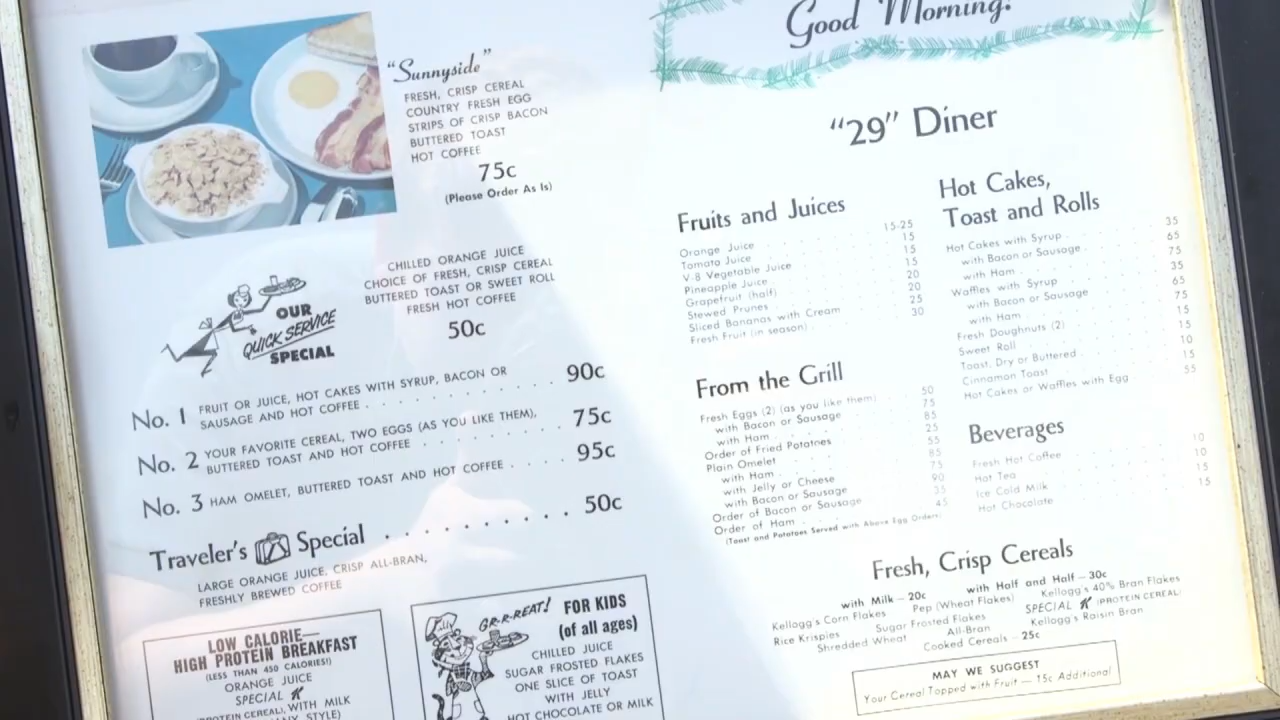 "Sunnyside"
FRESH, CRISP CEREAL
COUNTRY FRESH EGG
STRIPS OF CRISP BACON
BUTTERED TOAST
HOT COFFEE
75c
(Please Order As Is)
OUR
QUICK SERVICE
SPECIAL
CHILLED ORANGE JUICE
CHOICE OF FRESH, CRISP CEREAL
BUTTERED TOAST OR SWEET ROLL
FRESH HOT COFFEE
50c
No. 1 FRUIT OR JUICE, HOT CAKES WITH SYRUP, BACON OR
SAUSAGE AND HOT COFFEE . . . . . . . . . . . . 90c
No. 2 YOUR FAVORITE CEREAL, TWO EGGS (AS YOU LIKE THEM),
BUTTERED TOAST AND HOT COFFEE . . . . . . . . 75c
No. 3 HAM OMELET, BUTTERED TOAST AND HOT COFFEE . . . . . 95c
Traveler's Special . . . . . . . . . . 50c
LARGE ORANGE JUICE, CRISP ALL-BRAN,
FRESHLY BREWED COFFEE
LOW CALORIE—
HIGH PROTEIN BREAKFAST
(LESS THAN 450 CALORIES!)
ORANGE JUICE
SPECIAL K
(PROTEIN CEREAL), WITH MILK
STYLE)
GR-R-REAT!
FOR KIDS
(of all ages)
CHILLED JUICE
SUGAR FROSTED FLAKES
ONE SLICE OF TOAST
WITH JELLY
HOT CHOCOLATE OR MILK
Good Morning!
"29" Diner
Fruits and Juices
Orange Juice 15-25
Tomato Juice 15
V-8 Vegetable Juice 15
Pineapple Juice 15
Grapefruit (half) 20
Stewed Prunes 20
Sliced Bananas with Cream 25
Fresh Fruit (in season) 30
From the Grill
Fresh Eggs (2) (as you like them) 50
with Bacon or Sausage 75
with Ham 85
Order of Fried Potatoes 25
Plain Omelet 55
with Ham 85
with Jelly or Cheese 75
with Bacon or Sausage 90
Order of Bacon or Sausage 35
Order of Ham 45
(Toast and Potatoes Served with Above Egg Orders)
Hot Cakes,
Toast and Rolls
Hot Cakes with Syrup 35
with Bacon or Sausage 65
with Ham 75
Waffles with Syrup 35
with Bacon or Sausage 65
with Ham 75
Fresh Doughnuts (2) 15
Sweet Roll 15
Toast, Dry or Buttered 10
Cinnamon Toast 15
Hot Cakes or Waffles with Egg 55
Beverages
Fresh Hot Coffee 10
Hot Tea 10
Ice Cold Milk 15
Hot Chocolate 15
Fresh, Crisp Cereals
with Milk — 20c with Half and Half — 30c
Kellogg's Corn Flakes Pep (Wheat Flakes) Kellogg's 40% Bran Flakes
Rice Krispies Sugar Frosted Flakes SPECIAL K (PROTEIN CEREAL)
Shredded Wheat All-Bran Kellogg's Raisin Bran
Cooked Cereals — 25c
MAY WE SUGGEST
Your Cereal Topped with Fruit — 15c Additional